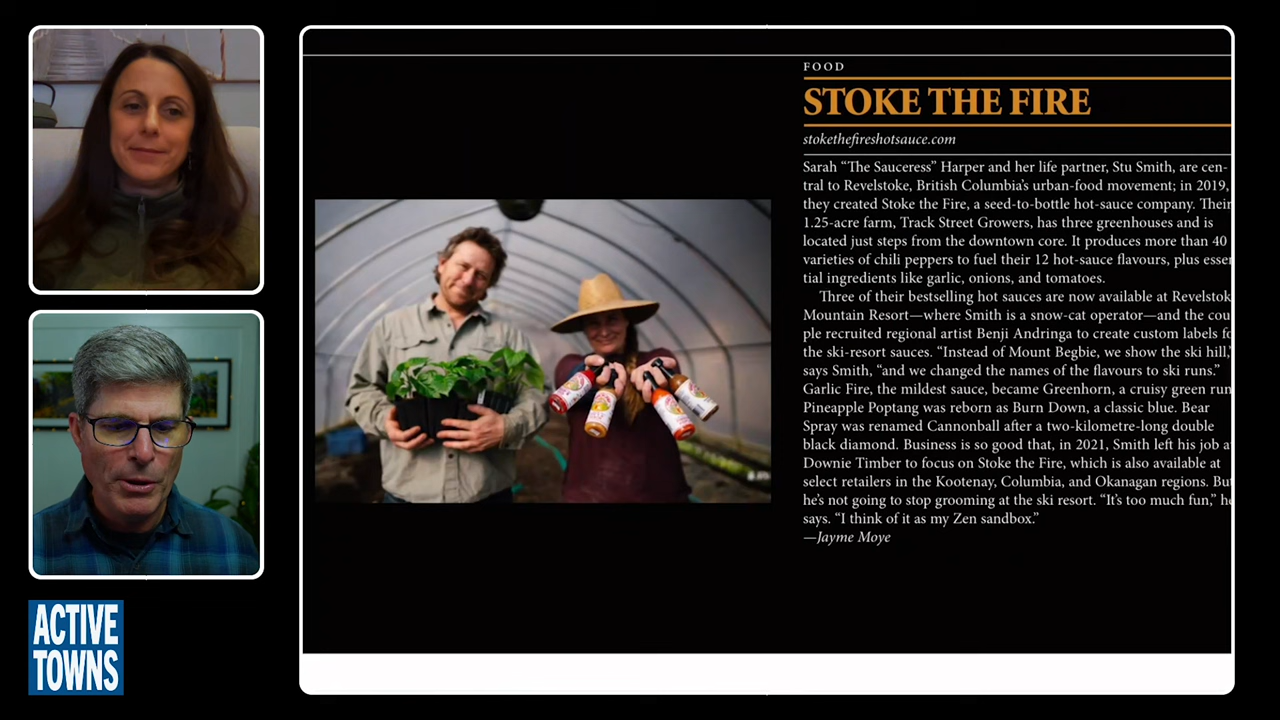 FOOD
STOKE THE FIRE
stokethefireshotsauce.com
Sarah “The Sauceress” Harper and her life partner, Stu Smith, are cen-
tral to Revelstoke, British Columbia’s urban-food movement; in 2019,
they created Stoke the Fire, a seed-to-bottle hot-sauce company. Their
1.25-acre farm, Track Street Growers, has three greenhouses and is
located just steps from the downtown core. It produces more than 40
varieties of chili peppers to fuel their 12 hot-sauce flavours, plus essen
tial ingredients like garlic, onions, and tomatoes.
Three of their bestselling hot sauces are now available at Revelstok
Mountain Resort—where Smith is a snow-cat operator—and the cou
ple recruited regional artist Benji Andringa to create custom labels fo
the ski-resort sauces. “Instead of Mount Begbie, we show the ski hill,”
says Smith, “and we changed the names of the flavours to ski runs.”
Garlic Fire, the mildest sauce, became Greenhorn, a cruisy green run
Pineapple Poptang was reborn as Burn Down, a classic blue. Bear
Spray was renamed Cannonball after a two-kilometre-long double
black diamond. Business is so good that, in 2021, Smith left his job a
Downie Timber to focus on Stoke the Fire, which is also available at
select retailers in the Kootenay, Columbia, and Okanagan regions. But
he’s not going to stop grooming at the ski resort. “It’s too much fun,” he
says. “I think of it as my Zen sandbox.”
—Jayme Moye
ACTIVE
TOWNS